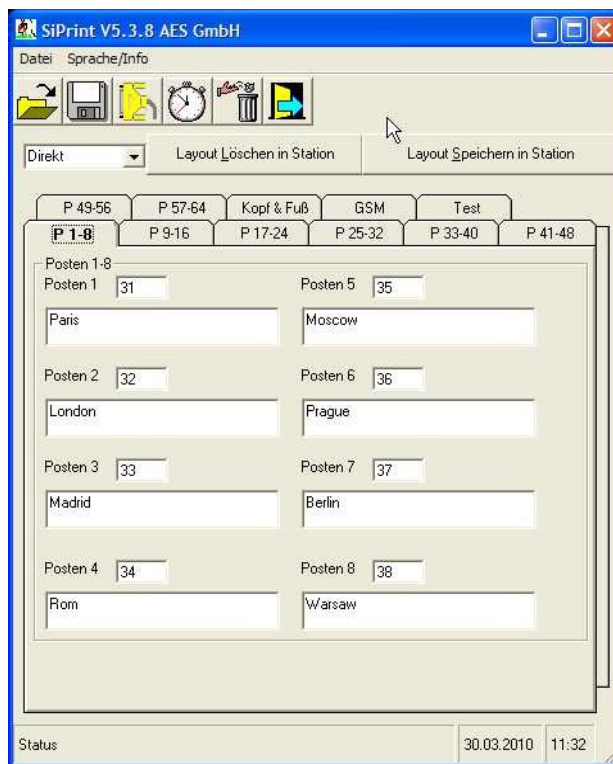 SiPrint V5.3.8 AES GmbH
Datei Sprache/Info
Direkt Layout Löschen in Station Layout Speichern in Station
P 49-56 P 57-64 Kopf & Fuß GSM Test
P 1-8 P 9-16 P 17-24 P 25-32 P 33-40 P 41-48
Posten 1-8
Posten 1 31 Posten 5 35
Paris Moscow
Posten 2 32 Posten 6 36
London Prague
Posten 3 33 Posten 7 37
Madrid Berlin
Posten 4 34 Posten 8 38
Rom Warsaw
Status 30.03.2010 11:32